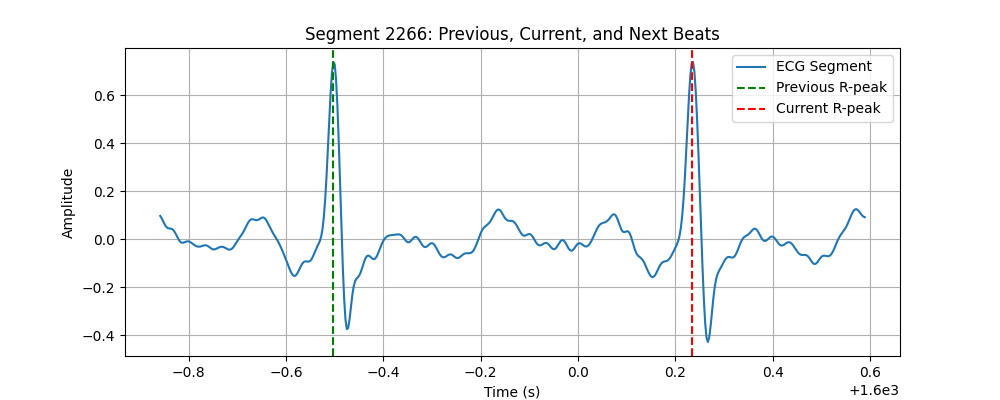 Segment 2266: Previous, Current, and Next Beats
ECG Segment
Previous R-peak
Current R-peak
Amplitude
0.6
0.4
0.2
0.0
−0.2
−0.4
−0.8
−0.6
−0.4
−0.2
0.0
0.2
0.4
0.6
Time (s)
+1.6e3